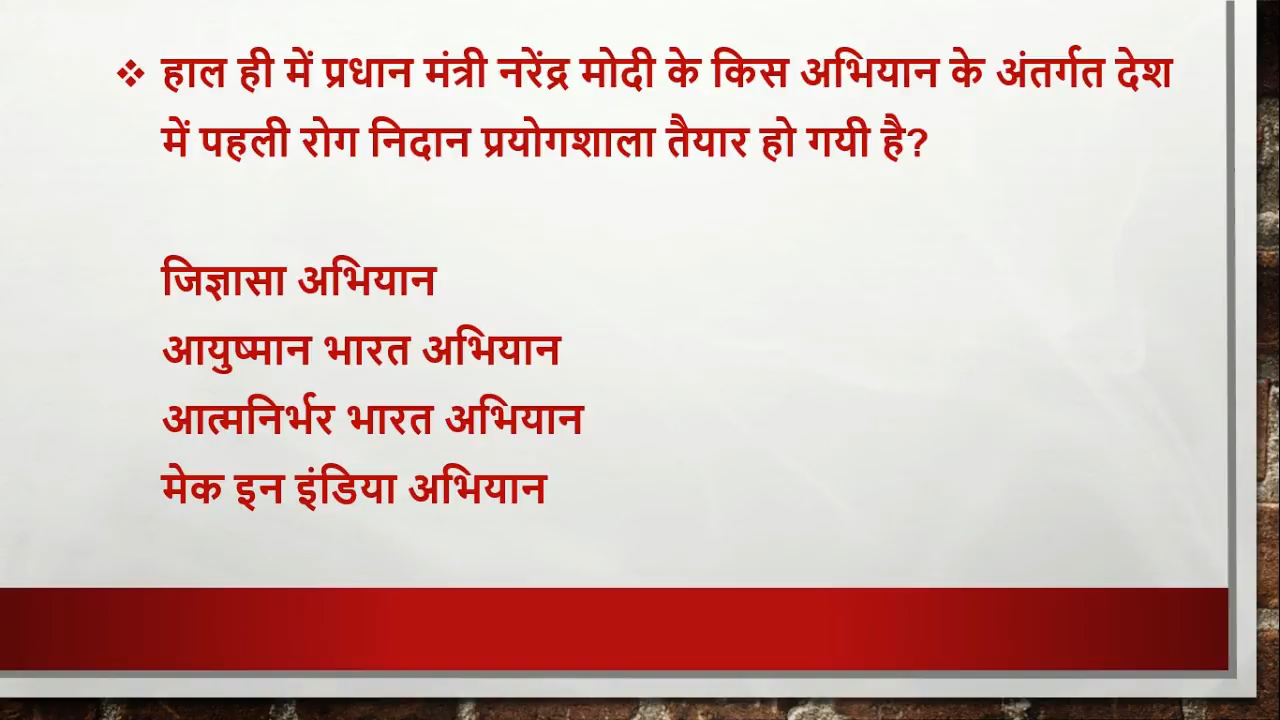 ❖ हाल ही में प्रधान मंत्री नरेंद्र मोदी के किस अभियान के अंतर्गत देश
में पहली रोग निदान प्रयोगशाला तैयार हो गयी है?
जिज्ञासा अभियान
आयुष्मान भारत अभियान
आत्मनिर्भर भारत अभियान
मेक इन इंडिया अभियान